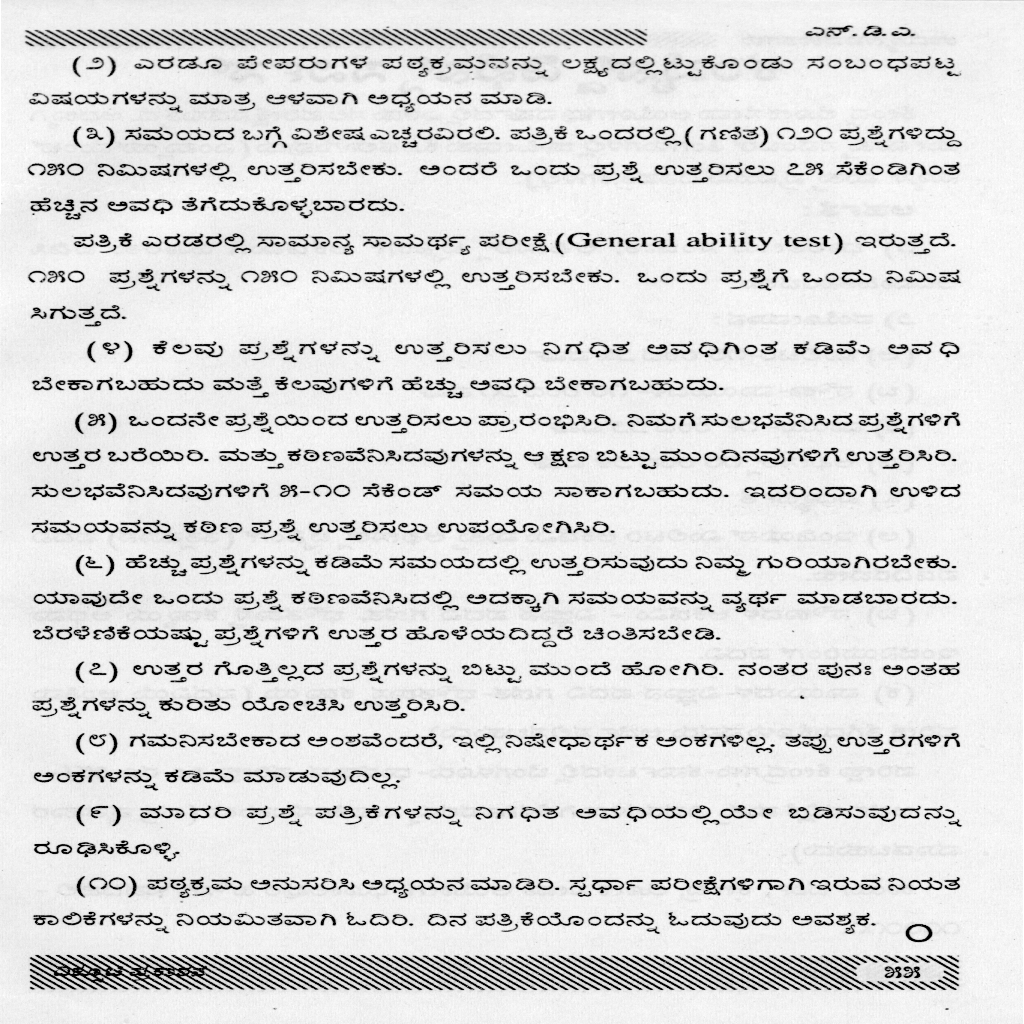 ಎನ್. ಡಿ. ಎ.
(೨) ಎರಡೂ ಪೇಪರುಗಳ ಪಠ್ಯಕ್ರಮನನ್ನು ಲಕ್ಷ್ಯದಲ್ಲಿಟ್ಟುಕೊಂಡು ಸಂಬಂಧಪಟ್ಟ
ವಿಷಯಗಳನ್ನು ಮಾತ್ರ ಆಳವಾಗಿ ಅಧ್ಯಯನ ಮಾಡಿ.
(೩) ಸಮಯದ ಬಗ್ಗೆ ವಿಶೇಷ ಎಚ್ಚರವಿರಲಿ. ಪತ್ರಿಕೆ ಒಂದರಲ್ಲಿ (ಗಣಿತ) ೧೨೦ ಪ್ರಶ್ನೆಗಳಿದ್ದು
೧೫೦ ನಿಮಿಷಗಳಲ್ಲಿ ಉತ್ತರಿಸಬೇಕು. ಅಂದರೆ ಒಂದು ಪ್ರಶ್ನೆ ಉತ್ತರಿಸಲು ೭೫ ಸೆಕೆಂಡಿಗಿಂತ
ಹೆಚ್ಚಿನ ಅವಧಿ ತೆಗೆದುಕೊಳ್ಳಬಾರದು.
ಪತ್ರಿಕೆ ಎರಡರಲ್ಲಿ ಸಾಮಾನ್ಯ ಸಾಮರ್ಥ್ಯ ಪರೀಕ್ಷೆ (General ability test) ಇರುತ್ತದೆ.
೧೫೦ ಪ್ರಶ್ನೆಗಳನ್ನು ೧೫೦ ನಿಮಿಷಗಳಲ್ಲಿ ಉತ್ತರಿಸಬೇಕು. ಒಂದು ಪ್ರಶ್ನೆಗೆ ಒಂದು ನಿಮಿಷ
ಸಿಗುತ್ತದೆ.
(೪) ಕೆಲವು ಪ್ರಶ್ನೆಗಳನ್ನು ಉತ್ತರಿಸಲು ನಿಗಧಿತ ಅವಧಿಗಿಂತ ಕಡಿಮೆ ಅವಧಿ
ಬೇಕಾಗಬಹುದು ಮತ್ತೆ ಕೆಲವುಗಳಿಗೆ ಹೆಚ್ಚು ಅವಧಿ ಬೇಕಾಗಬಹುದು.
(೫) ಒಂದನೇ ಪ್ರಶ್ನೆಯಿಂದ ಉತ್ತರಿಸಲು ಪ್ರಾರಂಭಿಸಿರಿ. ನಿಮಗೆ ಸುಲಭವೆನಿಸಿದ ಪ್ರಶ್ನೆಗಳಿಗೆ
ಉತ್ತರ ಬರೆಯಿರಿ. ಮತ್ತು ಕಠಿಣವೆನಿಸಿದವುಗಳನ್ನು ಆ ಕ್ಷಣ ಬಿಟ್ಟು ಮುಂದಿನವುಗಳಿಗೆ ಉತ್ತರಿಸಿರಿ.
ಸುಲಭವೆನಿಸಿದವುಗಳಿಗೆ ೫-೧೦ ಸೆಕೆಂಡ್ ಸಮಯ ಸಾಕಾಗಬಹುದು. ಇದರಿಂದಾಗಿ ಉಳಿದ
ಸಮಯವನ್ನು ಕಠಿಣ ಪ್ರಶ್ನೆ ಉತ್ತರಿಸಲು ಉಪಯೋಗಿಸಿರಿ.
(೬) ಹೆಚ್ಚು ಪ್ರಶ್ನೆಗಳನ್ನು ಕಡಿಮೆ ಸಮಯದಲ್ಲಿ ಉತ್ತರಿಸುವುದು ನಿಮ್ಮ ಗುರಿಯಾಗಿರಬೇಕು.
ಯಾವುದೇ ಒಂದು ಪ್ರಶ್ನೆ ಕಠಿಣವೆನಿಸಿದಲ್ಲಿ ಅದಕ್ಕಾಗಿ ಸಮಯವನ್ನು ವ್ಯರ್ಥ ಮಾಡಬಾರದು.
ಬೆರಳೆಣಿಕೆಯಷ್ಟು ಪ್ರಶ್ನೆಗಳಿಗೆ ಉತ್ತರ ಹೊಳೆಯದಿದ್ದರೆ ಚಿಂತಿಸಬೇಡಿ.
(೭) ಉತ್ತರ ಗೊತ್ತಿಲ್ಲದ ಪ್ರಶ್ನೆಗಳನ್ನು ಬಿಟ್ಟು ಮುಂದೆ ಹೋಗಿರಿ. ನಂತರ ಪುನಃ ಅಂತಹ
ಪ್ರಶ್ನೆಗಳನ್ನು ಕುರಿತು ಯೋಚಿಸಿ ಉತ್ತರಿಸಿರಿ.
(೮) ಗಮನಿಸಬೇಕಾದ ಅಂಶವೆಂದರೆ, ಇಲ್ಲಿ ನಿಷೇಧಾರ್ಥಕ ಅಂಕಗಳಿಲ್ಲ. ತಪ್ಪು ಉತ್ತರಗಳಿಗೆ
ಅಂಕಗಳನ್ನು ಕಡಿಮೆ ಮಾಡುವುದಿಲ್ಲ.
(೯) ಮಾದರಿ ಪ್ರಶ್ನೆ ಪತ್ರಿಕೆಗಳನ್ನು ನಿಗಧಿತ ಅವಧಿಯಲ್ಲಿಯೇ ಬಿಡಿಸುವುದನ್ನು
ರೂಢಿಸಿಕೊಳ್ಳಿ.
(೧೦) ಪಠ್ಯಕ್ರಮ ಅನುಸರಿಸಿ ಅಧ್ಯಯನ ಮಾಡಿರಿ. ಸ್ಪರ್ಧಾ ಪರೀಕ್ಷೆಗಳಿಗಾಗಿ ಇರುವ ನಿಯತ
ಕಾಲಿಕೆಗಳನ್ನು ನಿಯಮಿತವಾಗಿ ಓದಿರಿ. ದಿನ ಪತ್ರಿಕೆಯೊಂದನ್ನು ಓದುವುದು ಅವಶ್ಯಕ.
ಪ್ರಕಾಶನ ೫೫